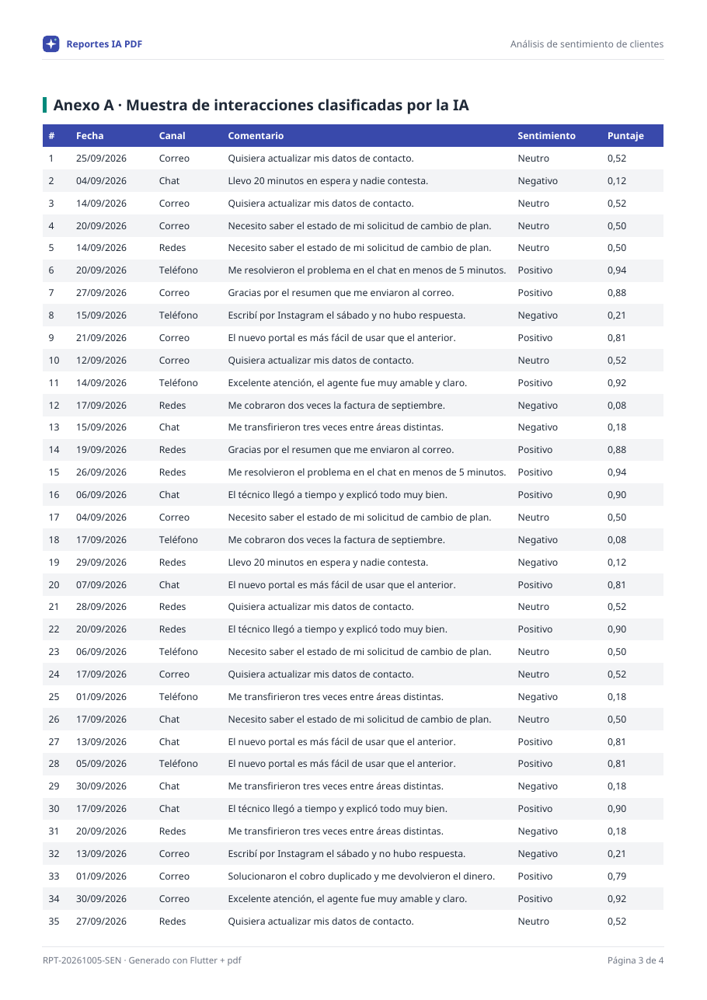 Reportes IA PDF
Análisis de sentimiento de clientes
Anexo A · Muestra de interacciones clasificadas por la IA
# Fecha Canal Comentario Sentimiento Puntaje
1 25/09/2026 Correo Quisiera actualizar mis datos de contacto. Neutro 0,52
2 04/09/2026 Chat Llevo 20 minutos en espera y nadie contesta. Negativo 0,12
3 14/09/2026 Correo Quisiera actualizar mis datos de contacto. Neutro 0,52
4 20/09/2026 Correo Necesito saber el estado de mi solicitud de cambio de plan. Neutro 0,50
5 14/09/2026 Redes Necesito saber el estado de mi solicitud de cambio de plan. Neutro 0,50
6 20/09/2026 Teléfono Me resolvieron el problema en el chat en menos de 5 minutos. Positivo 0,94
7 27/09/2026 Correo Gracias por el resumen que me enviaron al correo. Positivo 0,88
8 15/09/2026 Teléfono Escribí por Instagram el sábado y no hubo respuesta. Negativo 0,21
9 21/09/2026 Correo El nuevo portal es más fácil de usar que el anterior. Positivo 0,81
10 12/09/2026 Correo Quisiera actualizar mis datos de contacto. Neutro 0,52
11 14/09/2026 Teléfono Excelente atención, el agente fue muy amable y claro. Positivo 0,92
12 17/09/2026 Redes Me cobraron dos veces la factura de septiembre. Negativo 0,08
13 15/09/2026 Chat Me transfirieron tres veces entre áreas distintas. Negativo 0,18
14 19/09/2026 Redes Gracias por el resumen que me enviaron al correo. Positivo 0,88
15 26/09/2026 Redes Me resolvieron el problema en el chat en menos de 5 minutos. Positivo 0,94
16 06/09/2026 Chat El técnico llegó a tiempo y explicó todo muy bien. Positivo 0,90
17 04/09/2026 Correo Necesito saber el estado de mi solicitud de cambio de plan. Neutro 0,50
18 17/09/2026 Teléfono Me cobraron dos veces la factura de septiembre. Negativo 0,08
19 29/09/2026 Redes Llevo 20 minutos en espera y nadie contesta. Negativo 0,12
20 07/09/2026 Chat El nuevo portal es más fácil de usar que el anterior. Positivo 0,81
21 28/09/2026 Redes Quisiera actualizar mis datos de contacto. Neutro 0,52
22 20/09/2026 Redes El técnico llegó a tiempo y explicó todo muy bien. Positivo 0,90
23 06/09/2026 Teléfono Necesito saber el estado de mi solicitud de cambio de plan. Neutro 0,50
24 17/09/2026 Correo Quisiera actualizar mis datos de contacto. Neutro 0,52
25 01/09/2026 Teléfono Me transfirieron tres veces entre áreas distintas. Negativo 0,18
26 17/09/2026 Chat Necesito saber el estado de mi solicitud de cambio de plan. Neutro 0,50
27 13/09/2026 Chat El nuevo portal es más fácil de usar que el anterior. Positivo 0,81
28 05/09/2026 Teléfono El nuevo portal es más fácil de usar que el anterior. Positivo 0,81
29 30/09/2026 Chat Me transfirieron tres veces entre áreas distintas. Negativo 0,18
30 17/09/2026 Chat El técnico llegó a tiempo y explicó todo muy bien. Positivo 0,90
31 20/09/2026 Redes Me transfirieron tres veces entre áreas distintas. Negativo 0,18
32 13/09/2026 Correo Escribí por Instagram el sábado y no hubo respuesta. Negativo 0,21
33 01/09/2026 Correo Solucionaron el cobro duplicado y me devolvieron el dinero. Positivo 0,79
34 30/09/2026 Correo Excelente atención, el agente fue muy amable y claro. Positivo 0,92
35 27/09/2026 Redes Quisiera actualizar mis datos de contacto. Neutro 0,52
RPT-20261005-SEN · Generado con Flutter + pdf
Página 3 de 4